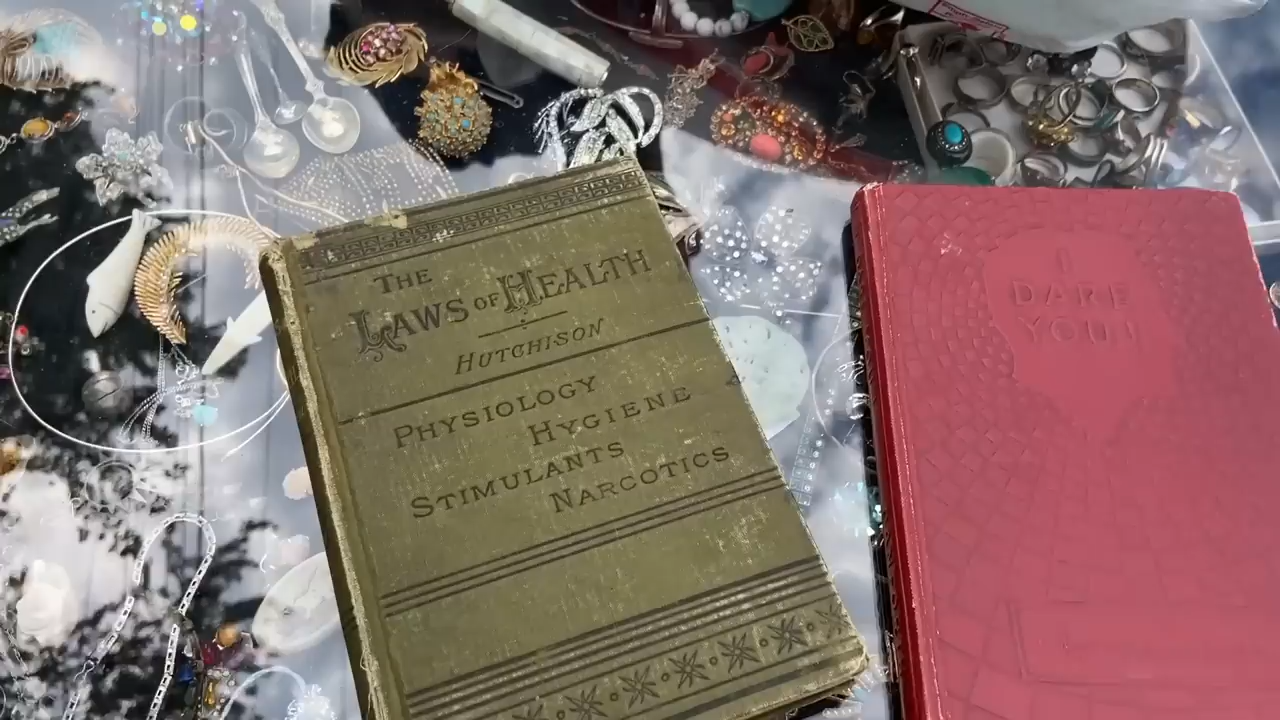 THE
LAWS OF HEALTH
HUTCHISON
PHYSIOLOGY
HYGIENE
STIMULANTS
NARCOTICS
I
DARE
YOU!